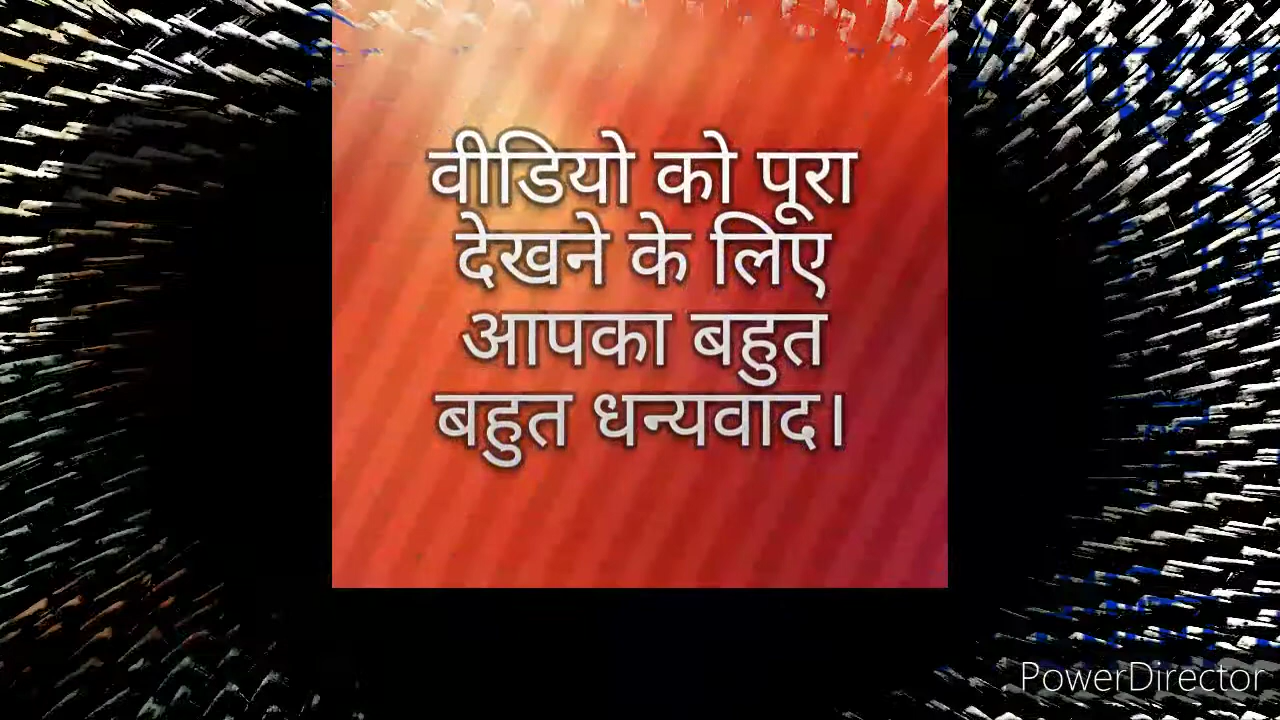 वीडियो को पूरा
देखने के लिए
आपका बहुत
बहुत धन्यवाद।
PowerDirector